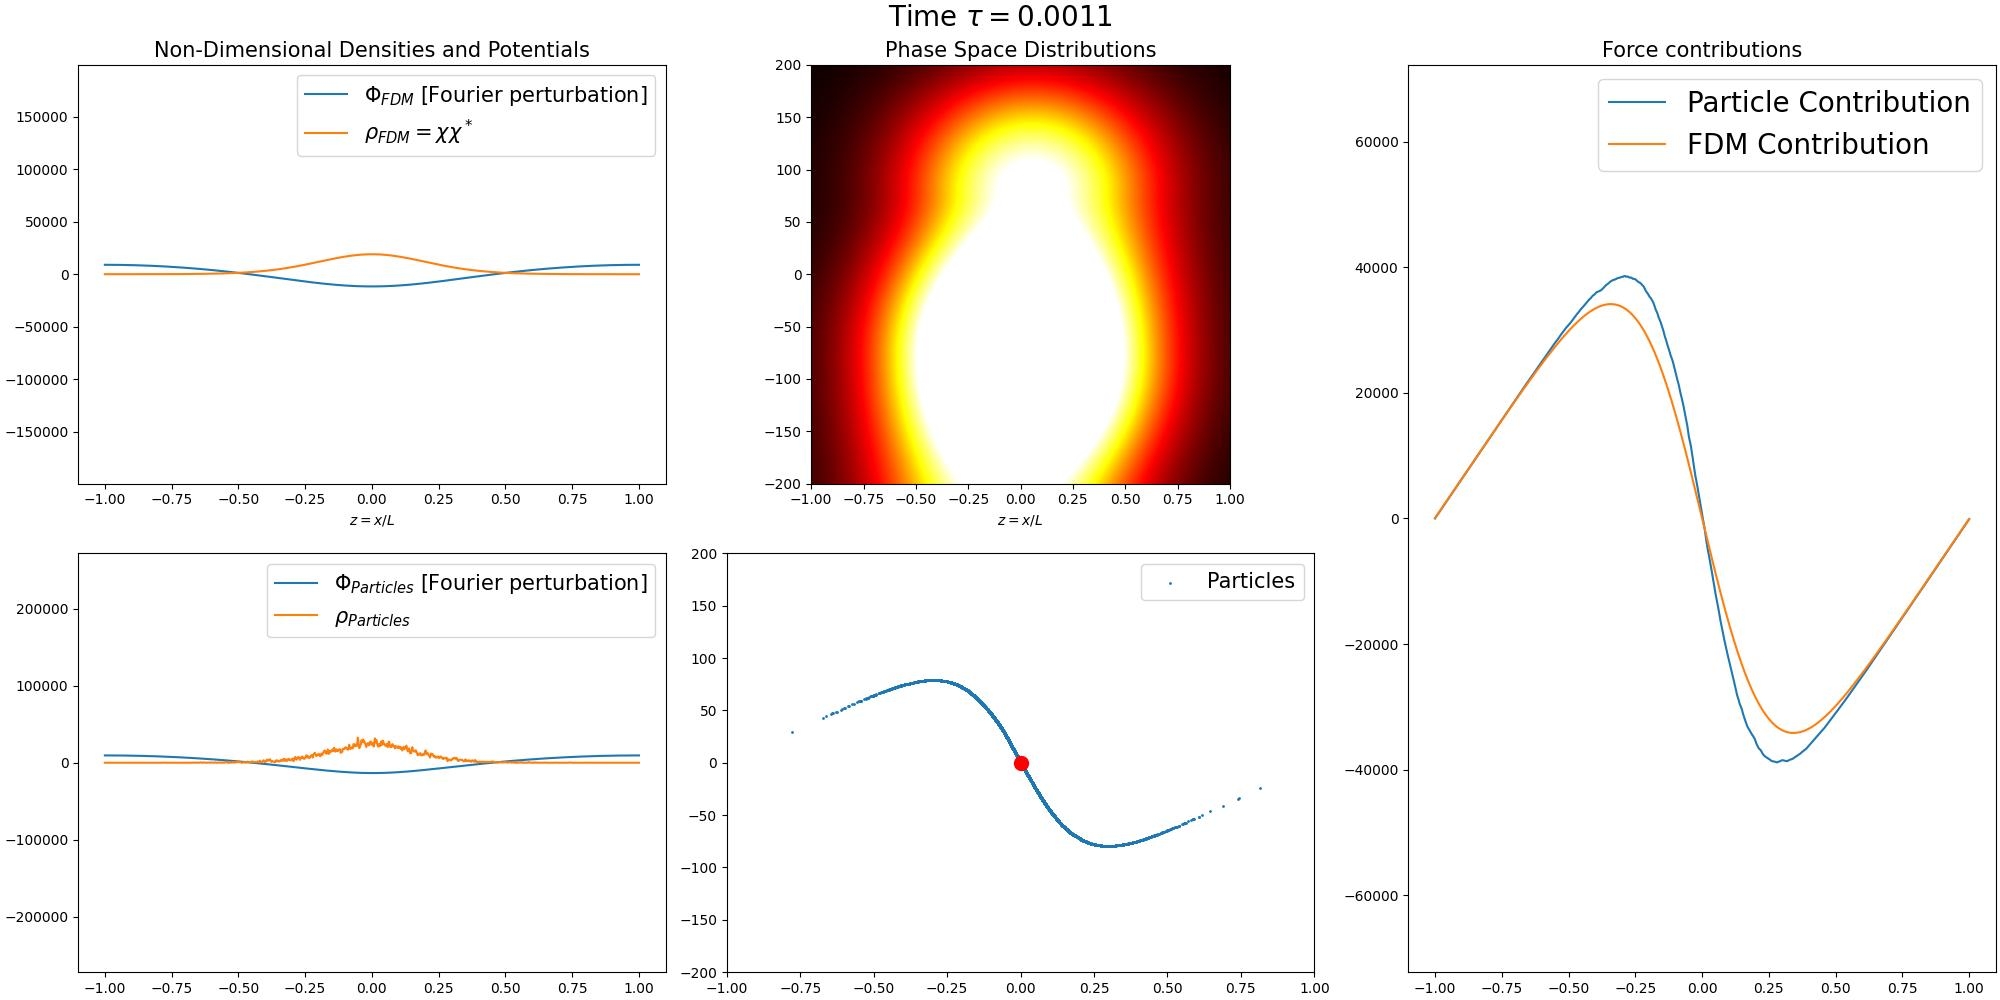 Time τ = 0.0011
Non-Dimensional Densities and Potentials
Φ_FDM [Fourier perturbation]
ρ_FDM = χχ*
150000
100000
50000
0
−50000
−100000
−150000
−1.00 −0.75 −0.50 −0.25 0.00 0.25 0.50 0.75 1.00
z = x/L
Phase Space Distributions
200
150
100
50
0
−50
−100
−150
−200
−1.00 −0.75 −0.50 −0.25 0.00 0.25 0.50 0.75 1.00
z = x/L
Force contributions
Particle Contribution
FDM Contribution
60000
40000
20000
0
−20000
−40000
−60000
−1.00 −0.75 −0.50 −0.25 0.00 0.25 0.50 0.75 1.00
Φ_Particles [Fourier perturbation]
ρ_Particles
200000
100000
0
−100000
−200000
−1.00 −0.75 −0.50 −0.25 0.00 0.25 0.50 0.75 1.00
Particles
200
150
100
50
0
−50
−100
−150
−200
−1.00 −0.75 −0.50 −0.25 0.00 0.25 0.50 0.75 1.00